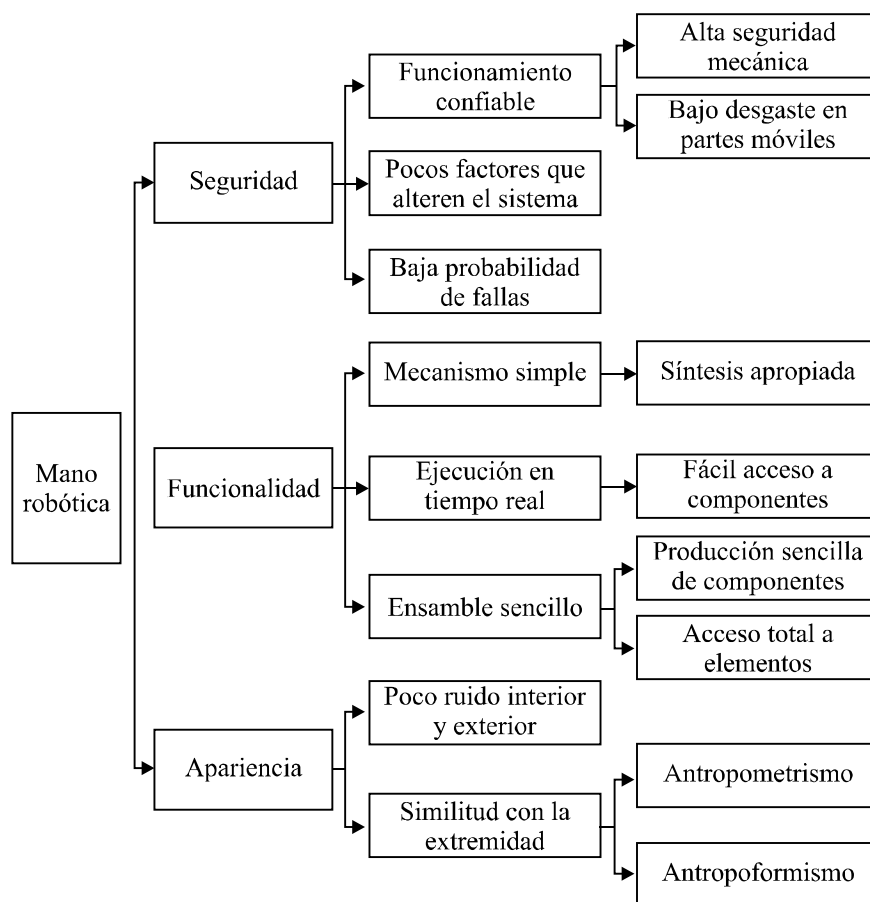 Mano
robótica
Seguridad
Funcionamiento
confiable
Alta seguridad
mecánica
Bajo desgaste en
partes móviles
Pocos factores que
alteren el sistema
Baja probabilidad
de fallas
Funcionalidad
Mecanismo simple
Síntesis apropiada
Ejecución en
tiempo real
Fácil acceso a
componentes
Ensamble sencillo
Producción sencilla
de componentes
Acceso total a
elementos
Apariencia
Poco ruido interior
y exterior
Similitud con la
extremidad
Antropometrismo
Antropoformismo